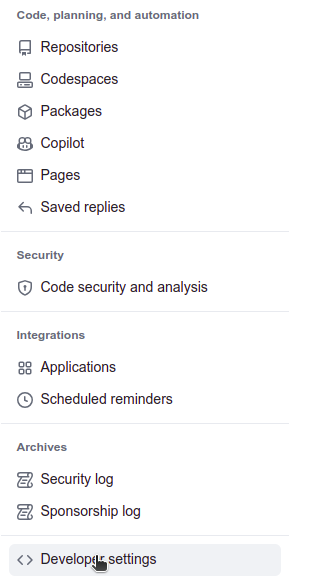 Code, planning, and automation
Repositories
Codespaces
Packages
Copilot
Pages
Saved replies
Security
Code security and analysis
Integrations
Applications
Scheduled reminders
Archives
Security log
Sponsorship log
Developer settings